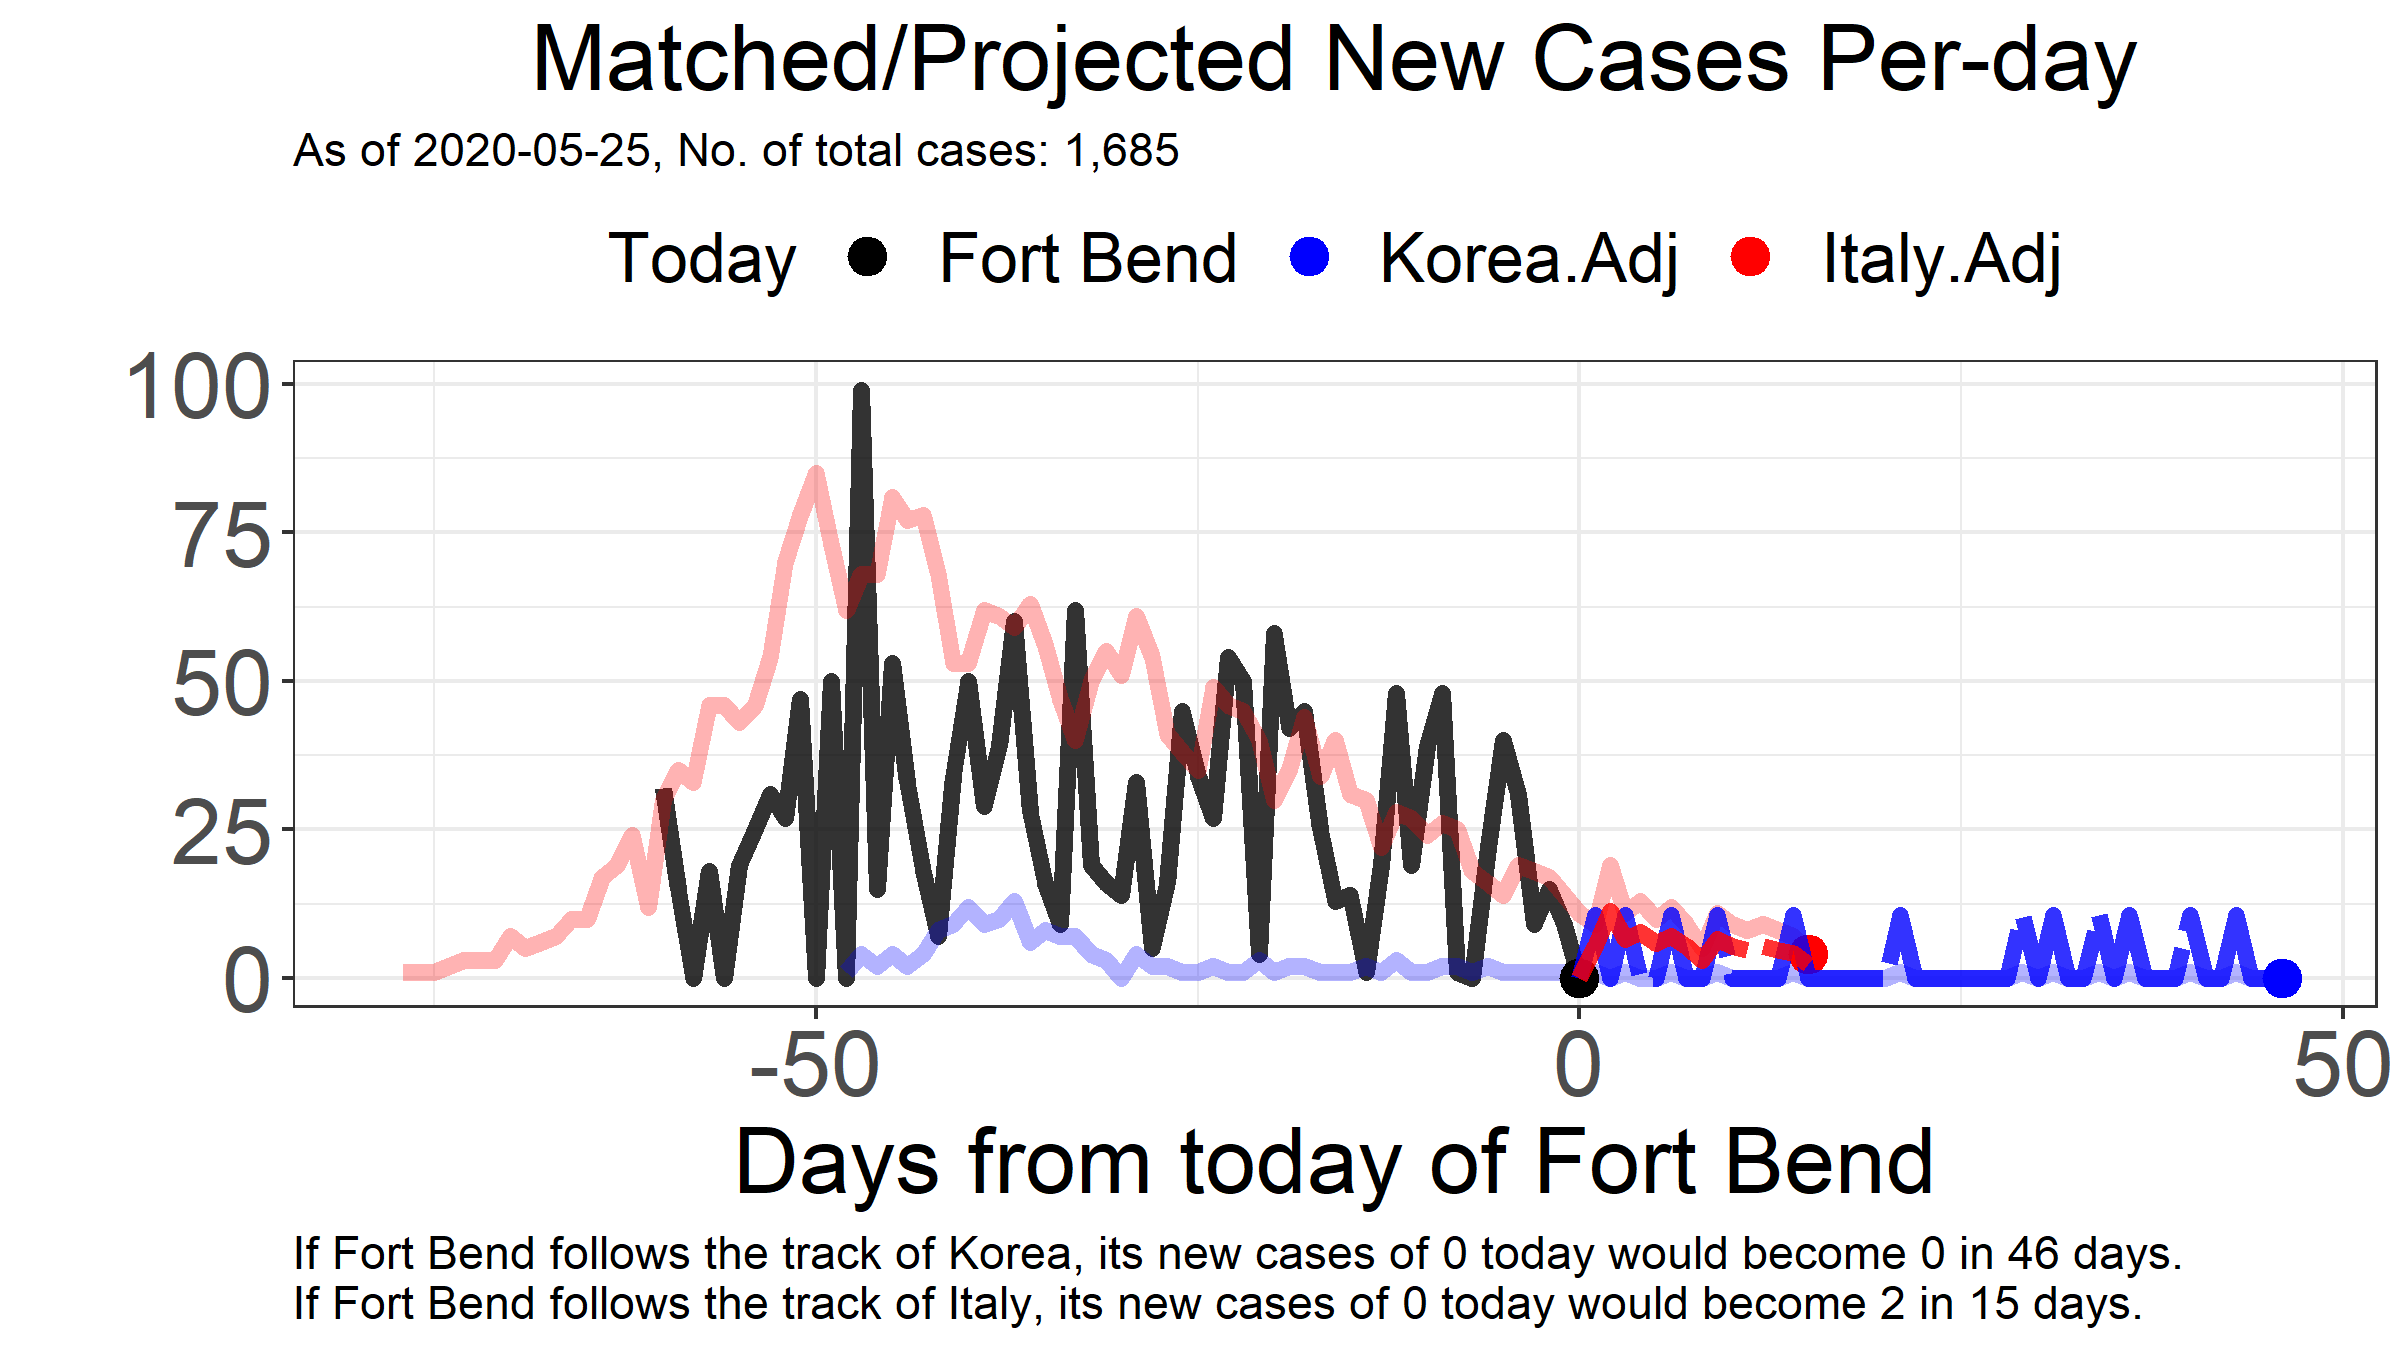 Matched/Projected New Cases Per-day
As of 2020-05-25, No. of total cases: 1,685
Today Fort Bend Korea.Adj Italy.Adj
100
75
50
25
0
-50 0 50
Days from today of Fort Bend
If Fort Bend follows the track of Korea, its new cases of 0 today would become 0 in 46 days.
If Fort Bend follows the track of Italy, its new cases of 0 today would become 2 in 15 days.